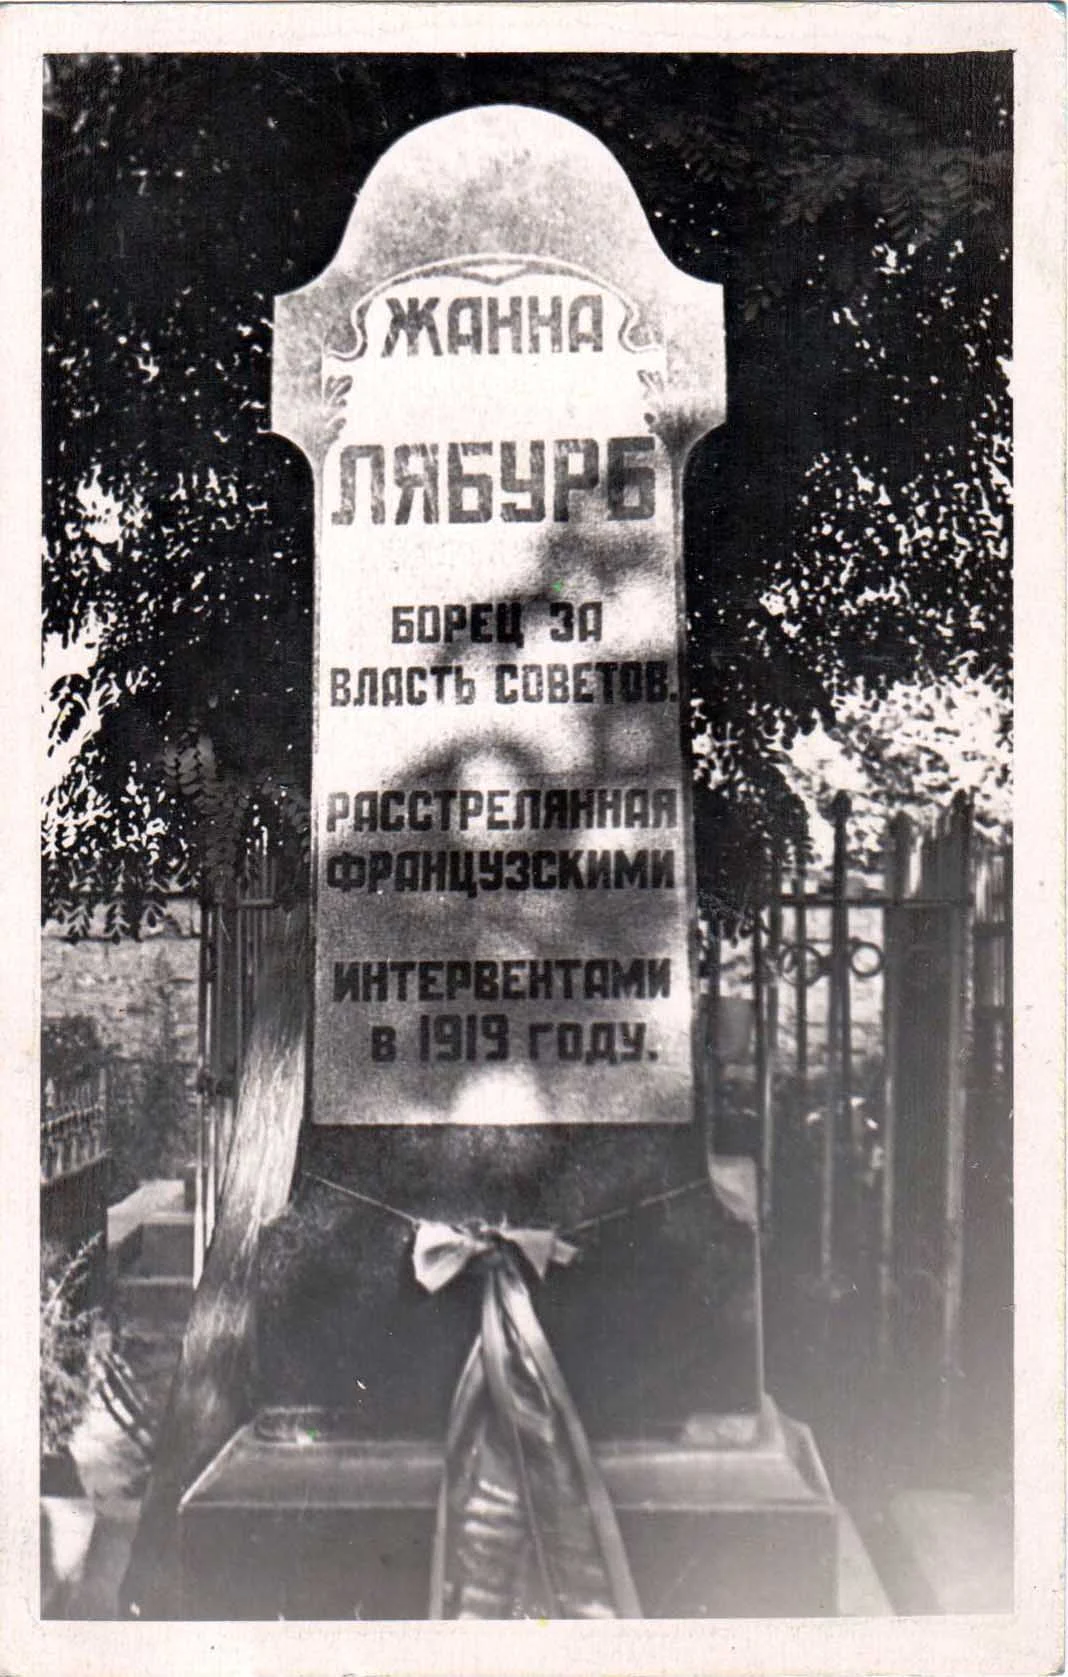 ЖАННА
ЛЯБУРБ
БОРЕЦ ЗА
ВЛАСТЬ СОВЕТОВ.
РАССТРЕЛЯННАЯ
ФРАНЦУЗСКИМИ
ИНТЕРВЕНТАМИ
В 1919 ГОДУ.